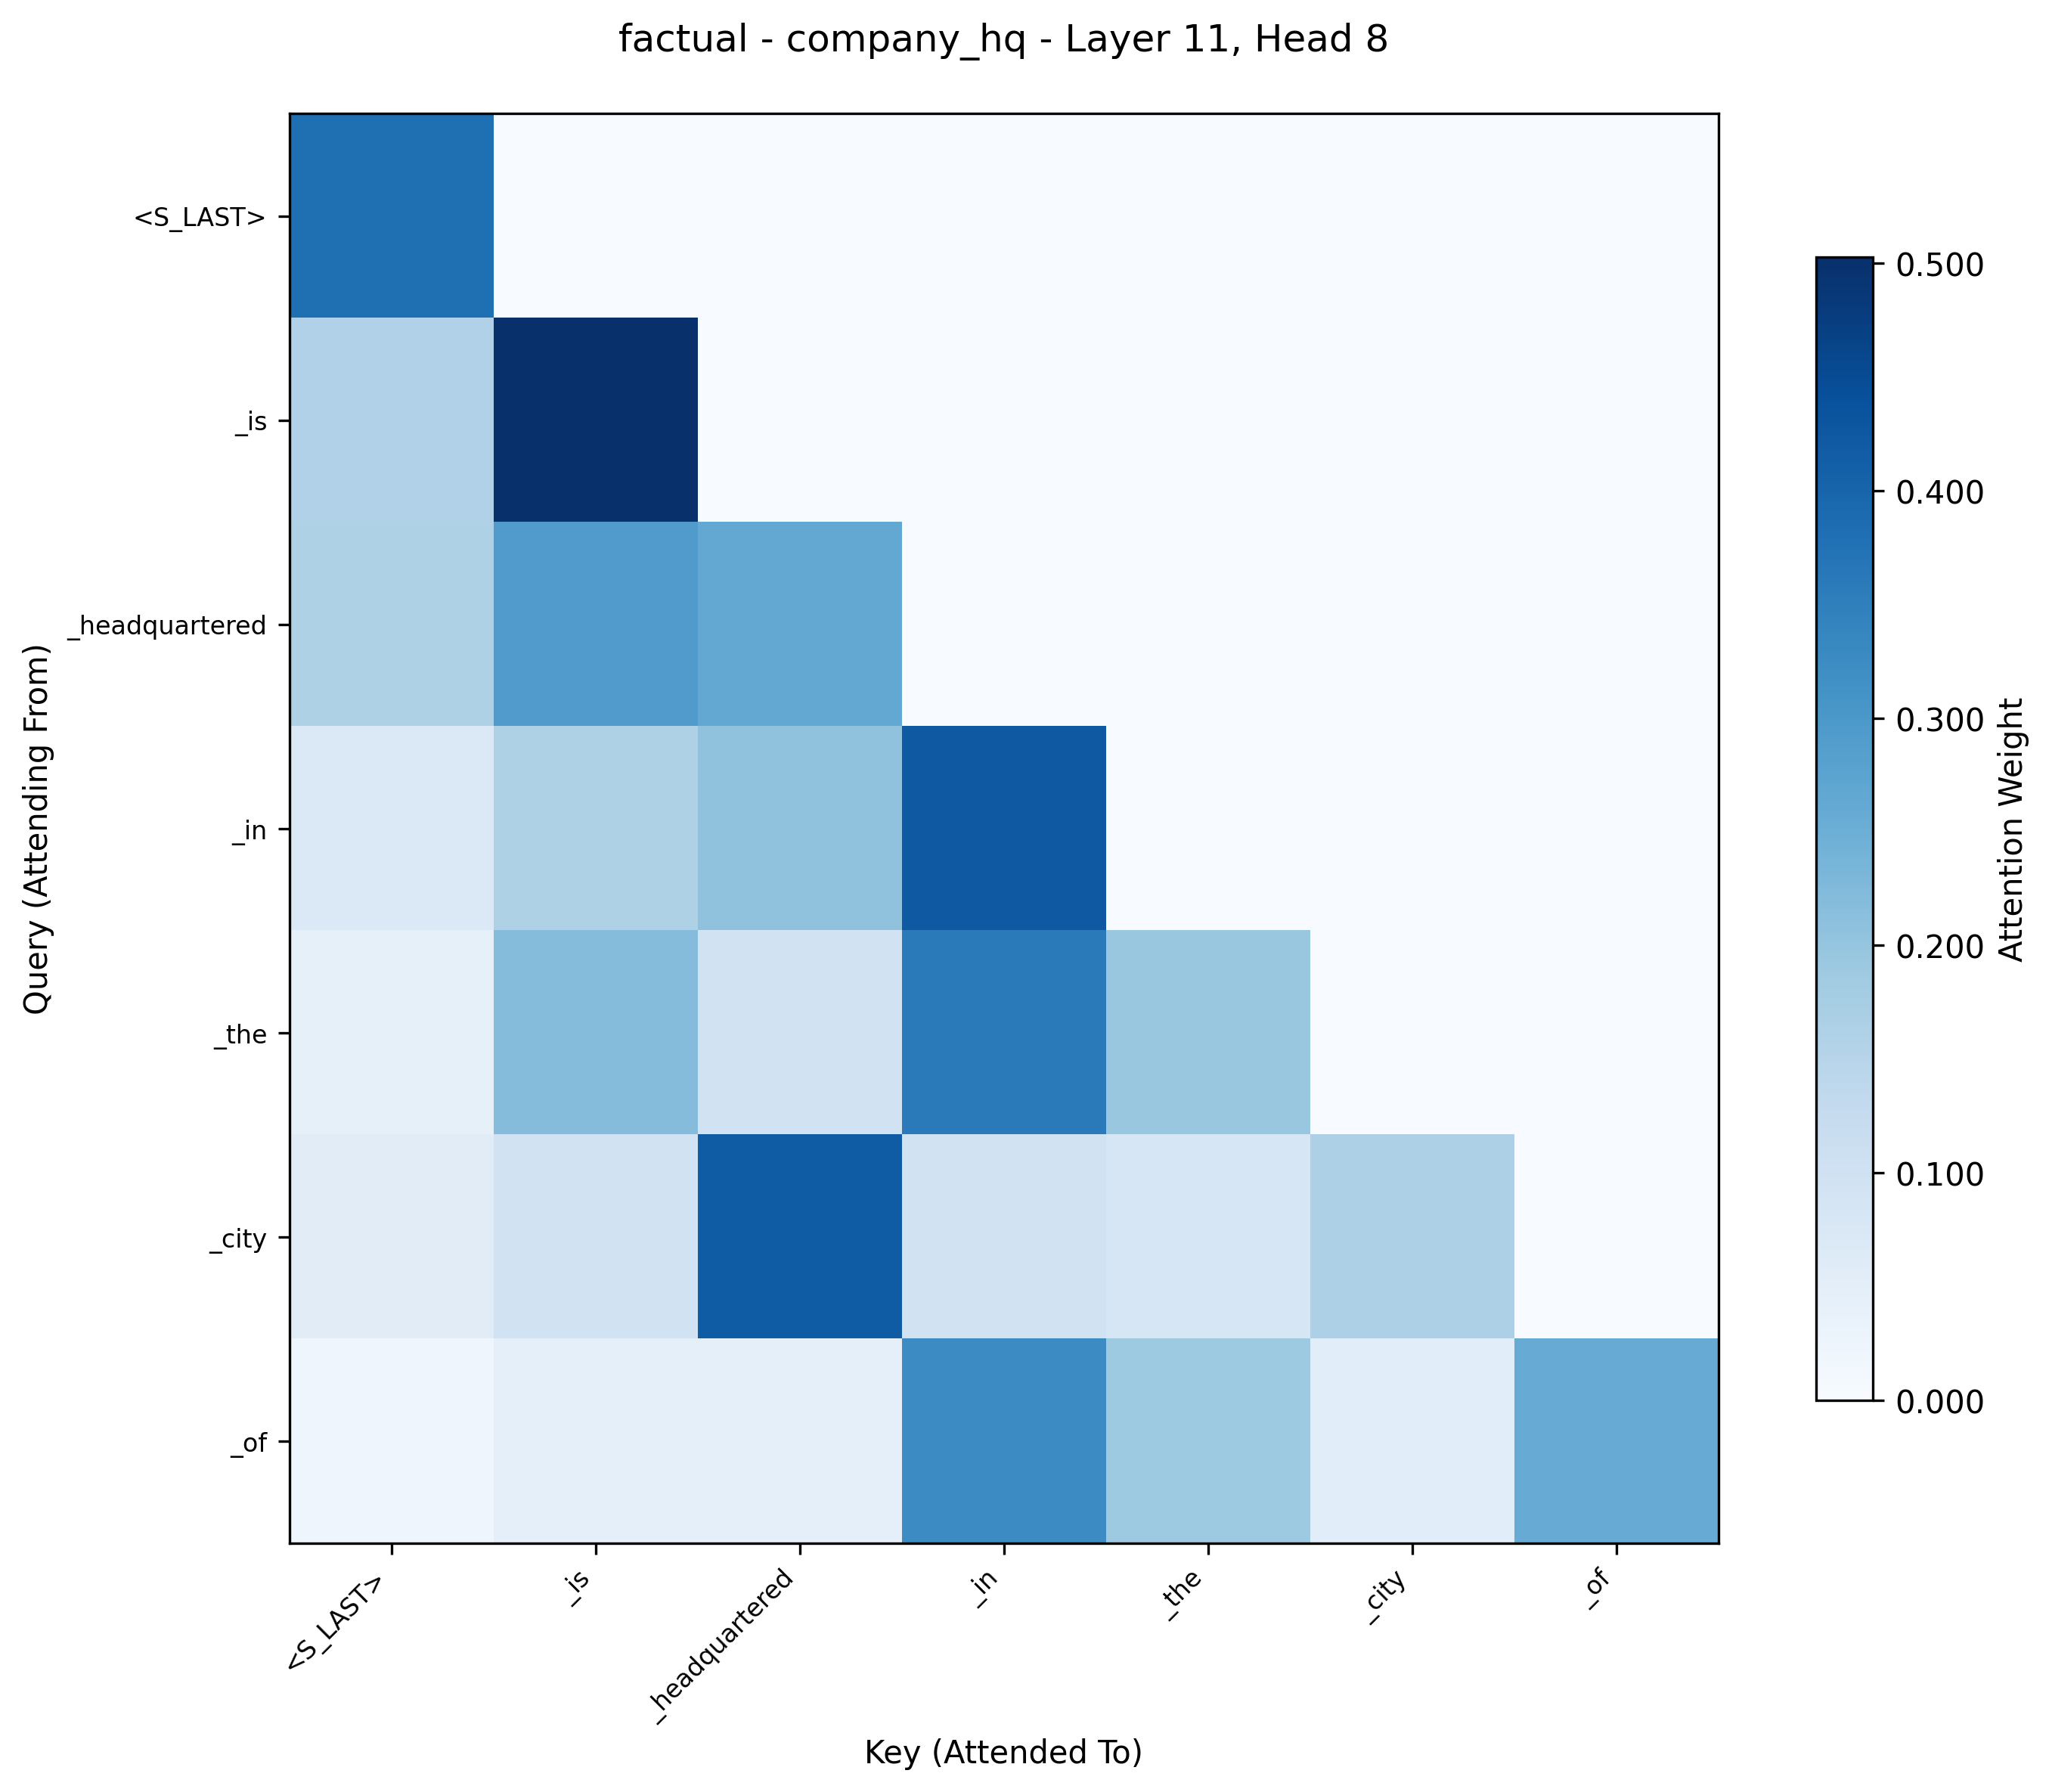 factual - company_hq - Layer 11, Head 8
Query (Attending From)
<S_LAST>
_is
_headquartered
_in
_the
_city
_of
<S_LAST>
_is
_headquartered
_in
_the
_city
_of
Key (Attended To)
0.500
0.400
0.300
0.200
0.100
0.000
Attention Weight